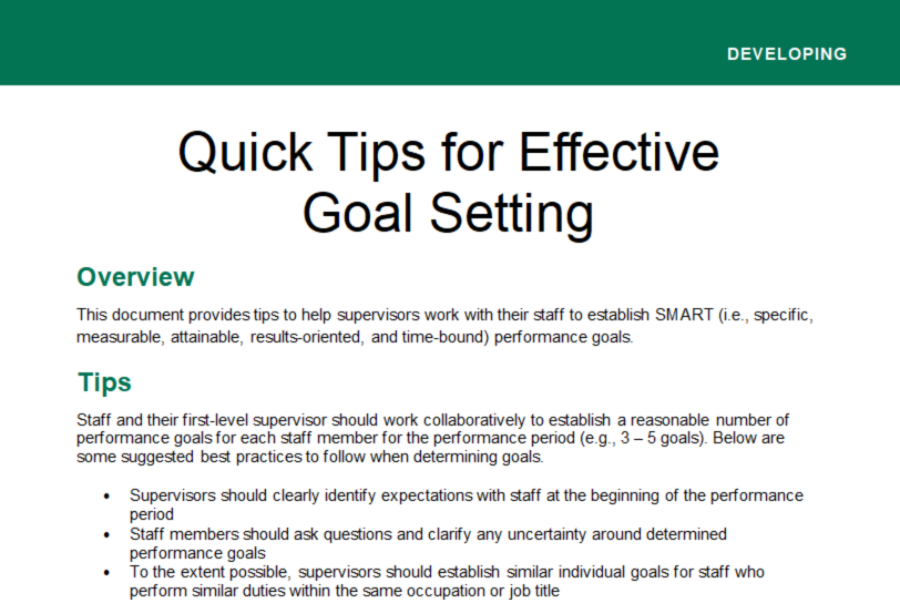 DEVELOPING
Quick Tips for Effective
Goal Setting
Overview
This document provides tips to help supervisors work with their staff to establish SMART (i.e., specific,
measurable, attainable, results-oriented, and time-bound) performance goals.
Tips
Staff and their first-level supervisor should work collaboratively to establish a reasonable number of
performance goals for each staff member for the performance period (e.g., 3 – 5 goals). Below are
some suggested best practices to follow when determining goals.
• Supervisors should clearly identify expectations with staff at the beginning of the performance
period
• Staff members should ask questions and clarify any uncertainty around determined
performance goals
• To the extent possible, supervisors should establish similar individual goals for staff who
perform similar duties within the same occupation or job title